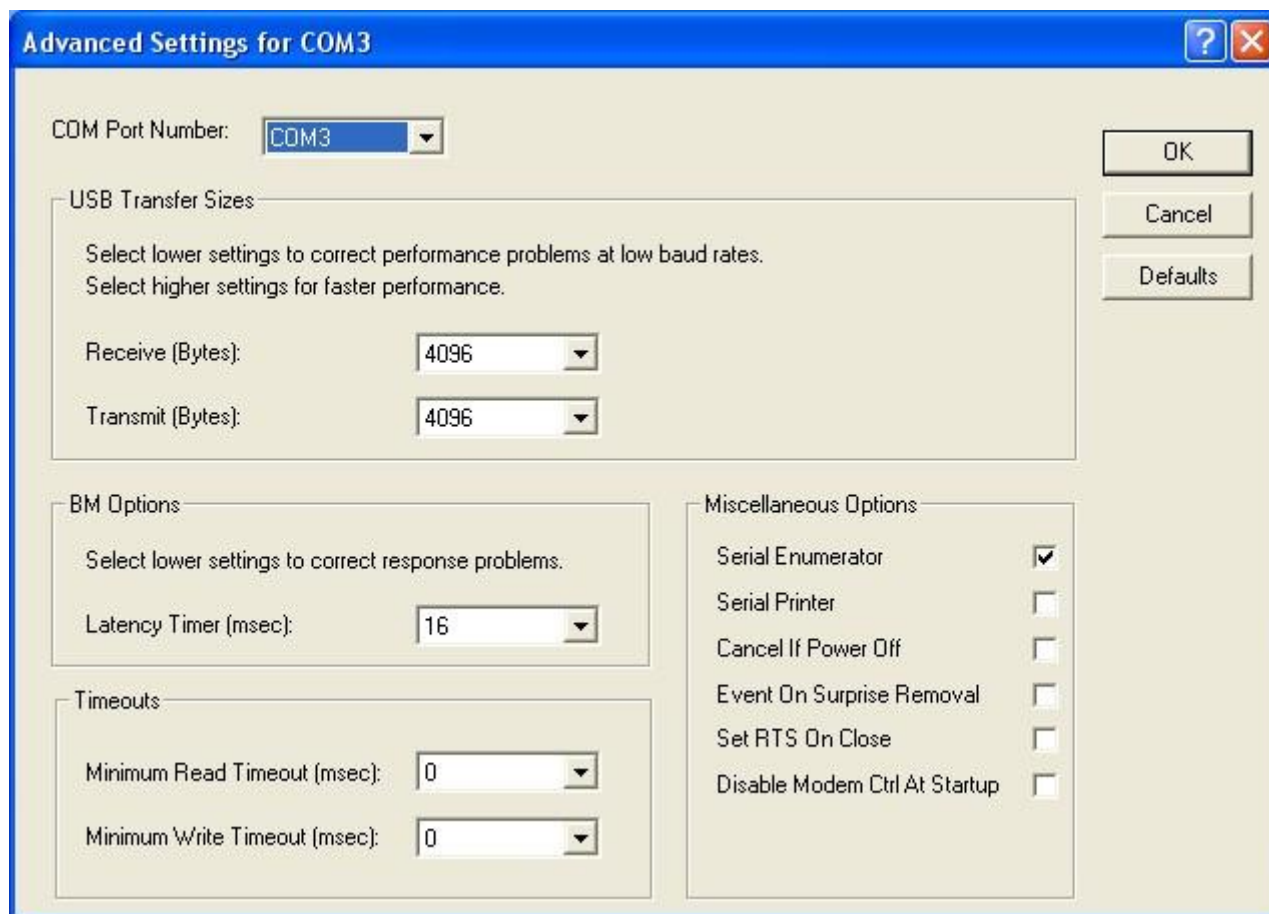 Advanced Settings for COM3
COM Port Number: COM3
OK
Cancel
Defaults
USB Transfer Sizes
Select lower settings to correct performance problems at low baud rates.
Select higher settings for faster performance.
Receive (Bytes): 4096
Transmit (Bytes): 4096
BM Options
Select lower settings to correct response problems.
Latency Timer (msec): 16
Timeouts
Minimum Read Timeout (msec): 0
Minimum Write Timeout (msec): 0
Miscellaneous Options
Serial Enumerator
Serial Printer
Cancel If Power Off
Event On Surprise Removal
Set RTS On Close
Disable Modem Ctrl At Startup